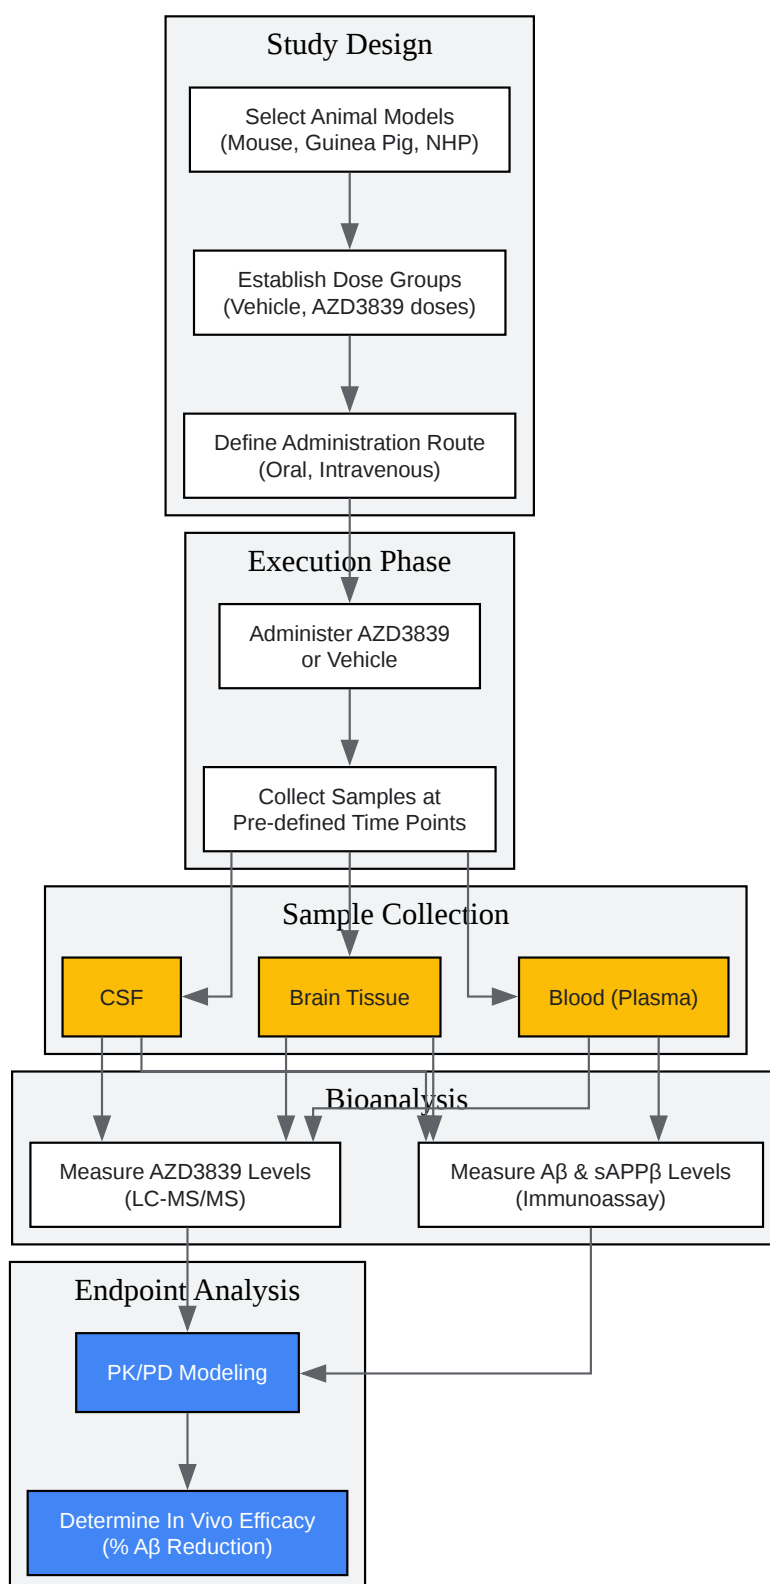 Study Design
Select Animal Models
(Mouse, Guinea Pig, NHP)
Establish Dose Groups
(Vehicle, AZD3839 doses)
Define Administration Route
(Oral, Intravenous)
Execution Phase
Administer AZD3839
or Vehicle
Collect Samples at
Pre-defined Time Points
Sample Collection
CSF
Brain Tissue
Blood (Plasma)
Bioanalysis
Measure AZD3839 Levels
(LC-MS/MS)
Measure Aβ & sAPPβ Levels
(Immunoassay)
Endpoint Analysis
PK/PD Modeling
Determine In Vivo Efficacy
(% Aβ Reduction)